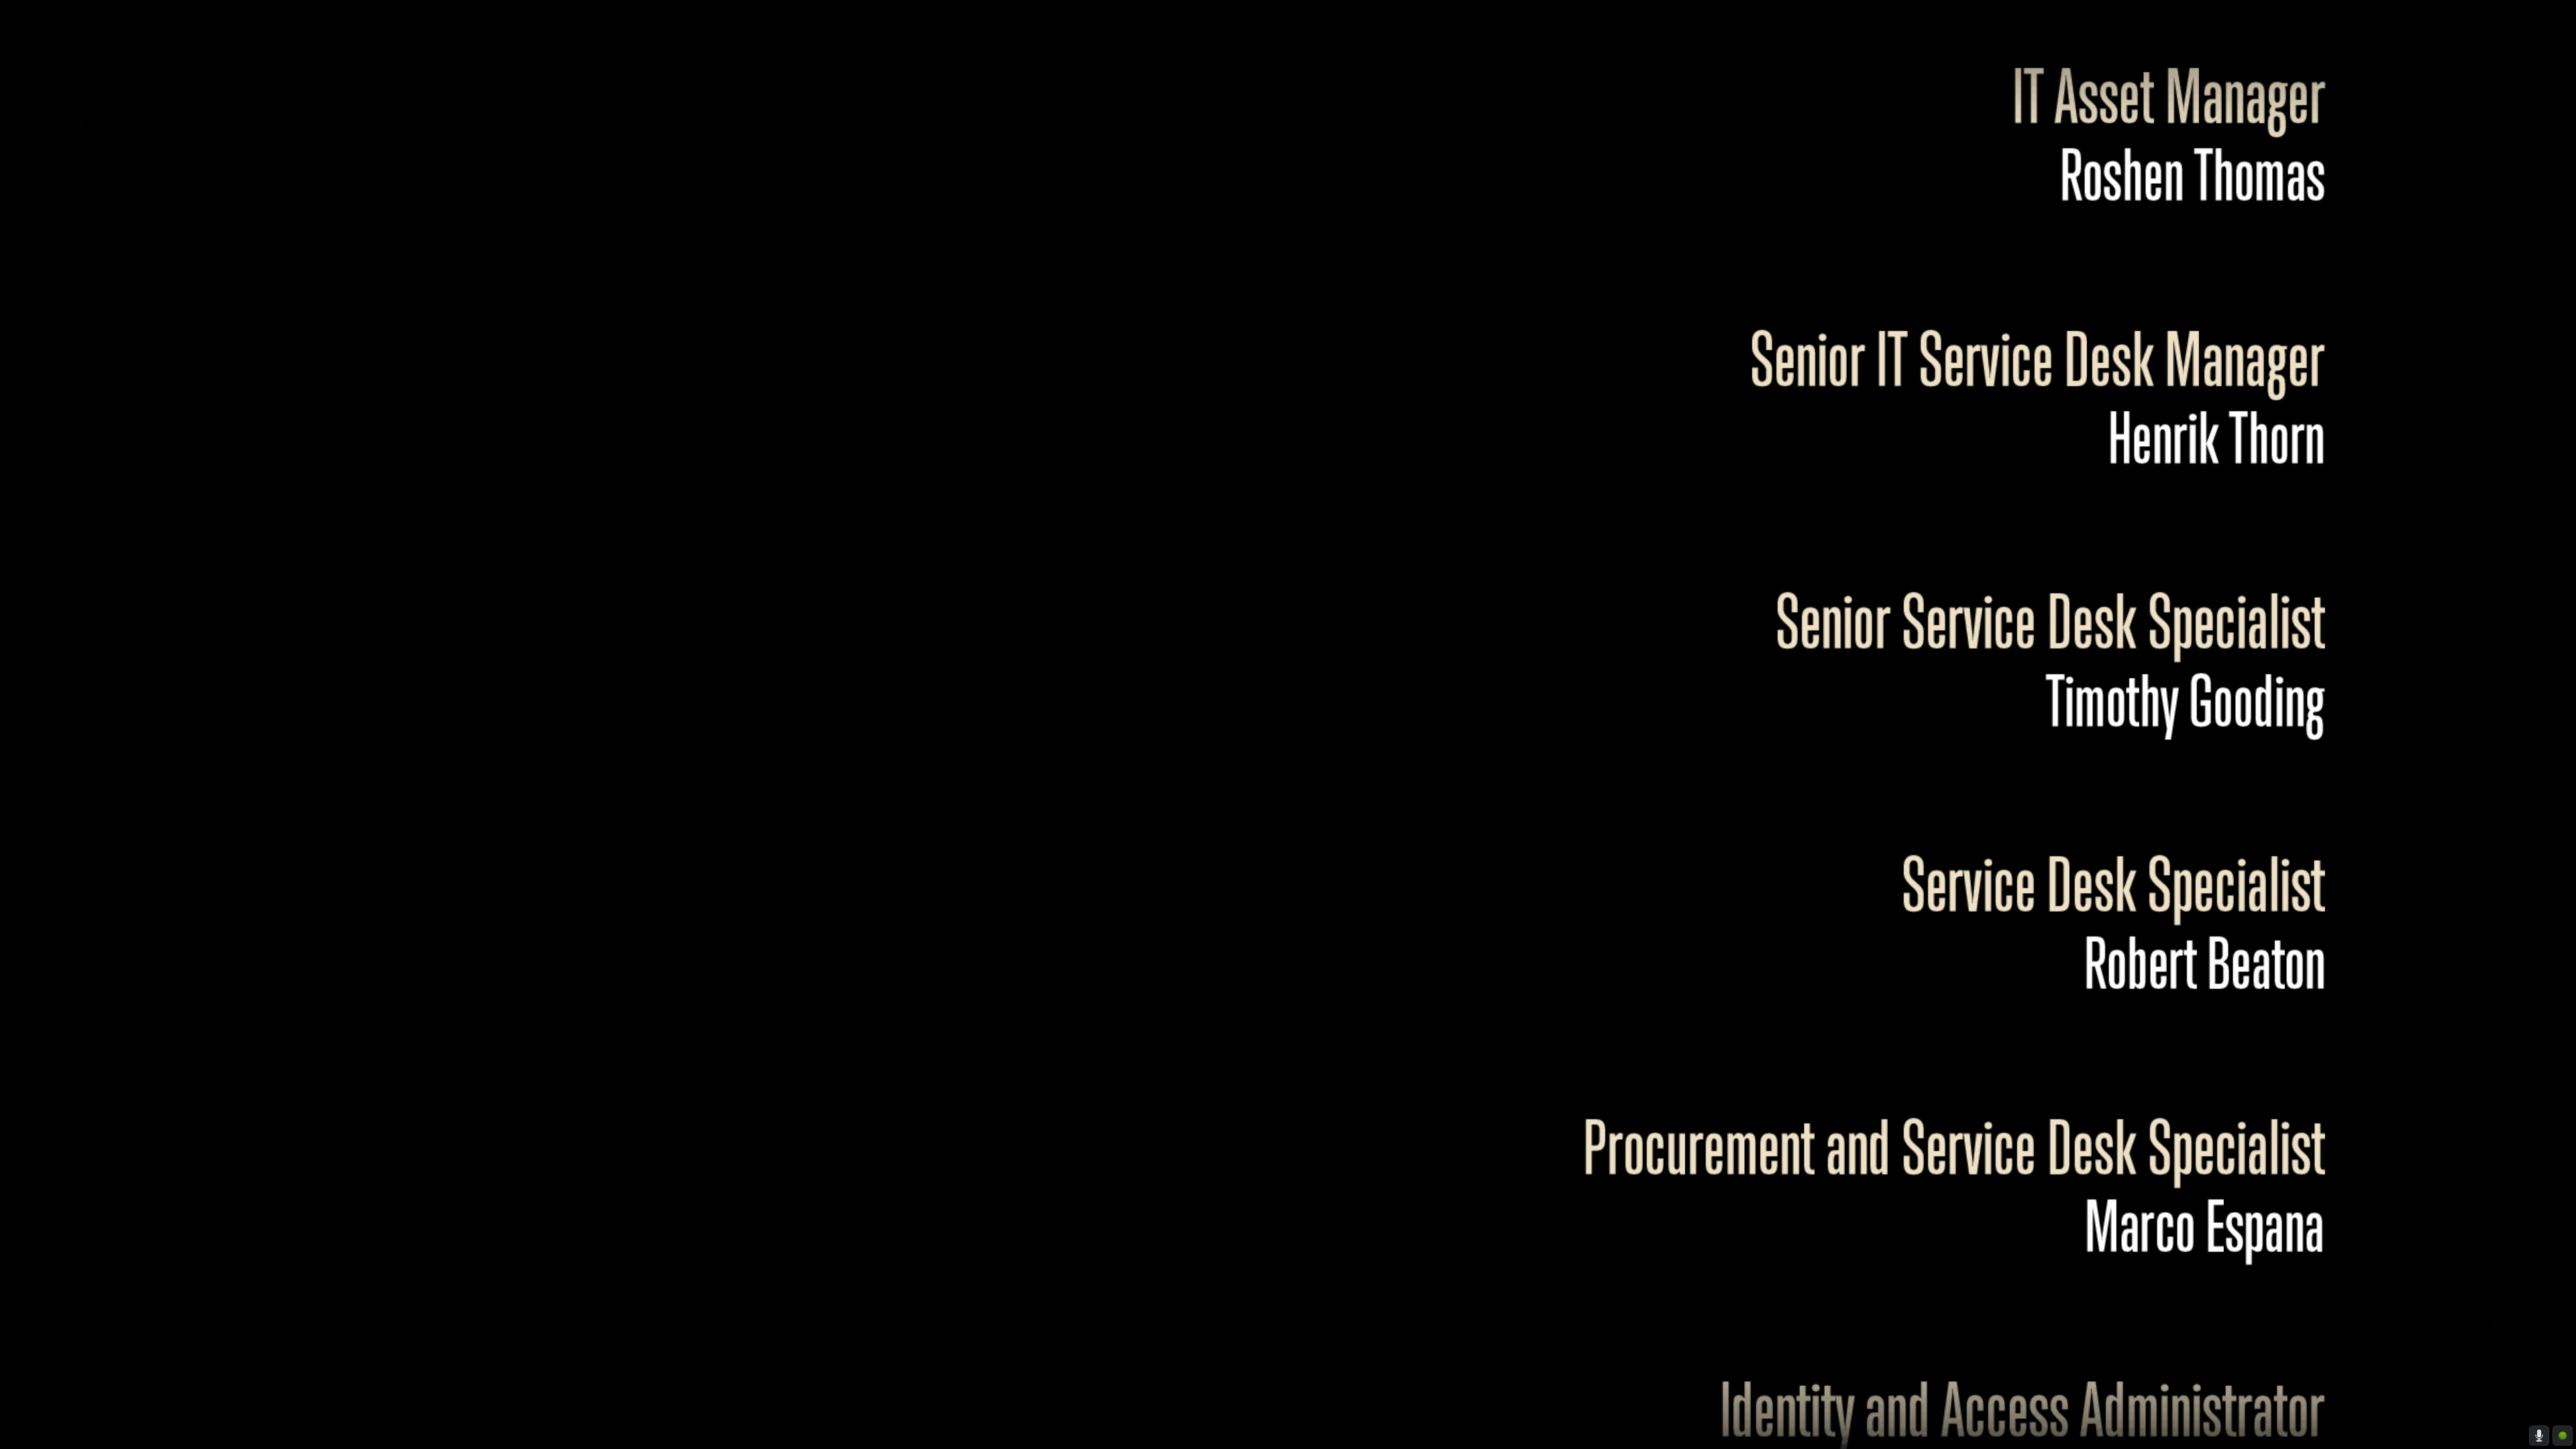 IT Asset Manager
Roshen Thomas
Senior IT Service Desk Manager
Henrik Thorn
Senior Service Desk Specialist
Timothy Gooding
Service Desk Specialist
Robert Beaton
Procurement and Service Desk Specialist
Marco Espana
Identity and Access Administrator